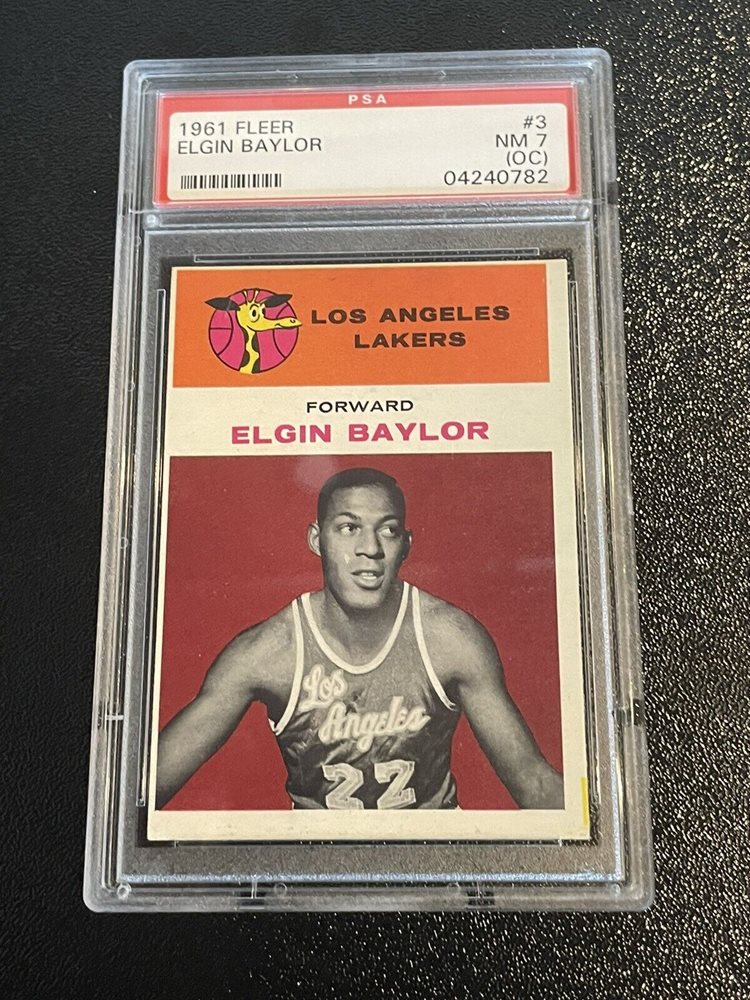 PSA
1961 FLEER #3
ELGIN BAYLOR NM 7
(OC)
04240782
LOS ANGELES
LAKERS
FORWARD
ELGIN BAYLOR
Los
Angeles
22